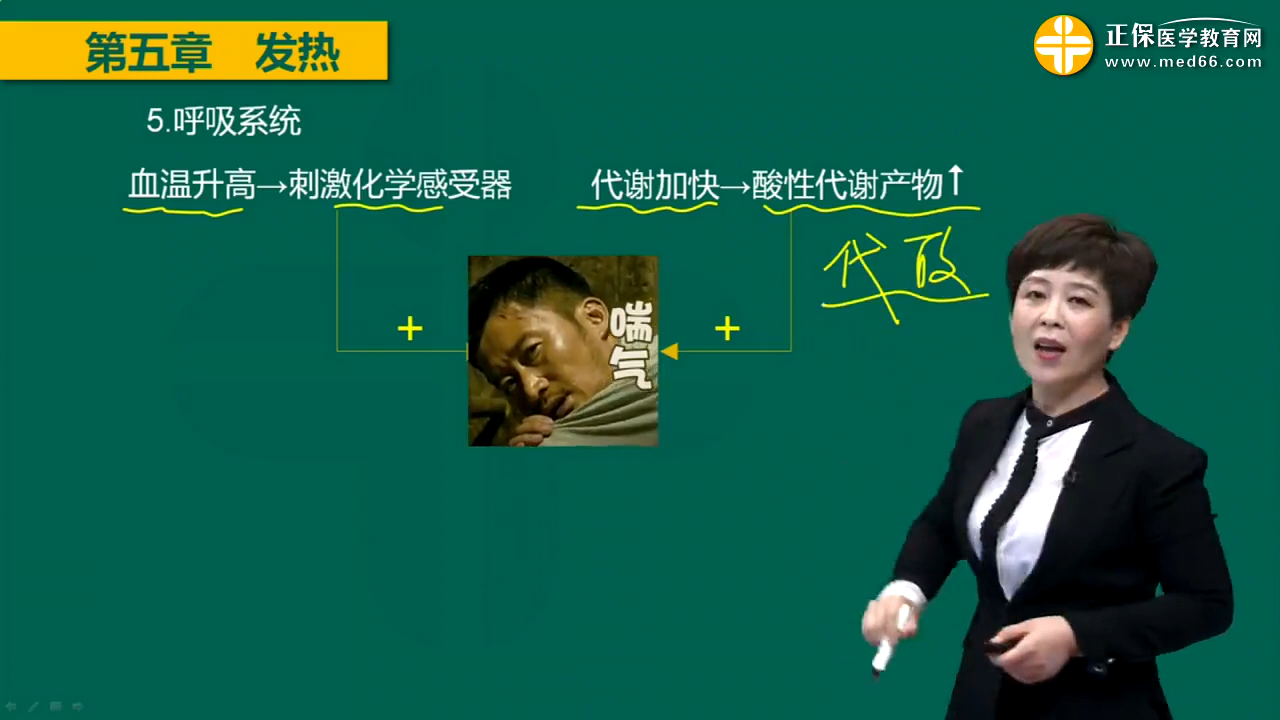 第五章 发热
正保医学教育网
www.med66.com
5.呼吸系统
血温升高→刺激化学感受器 代谢加快→酸性代谢产物↑
代酸
+ +
喘气